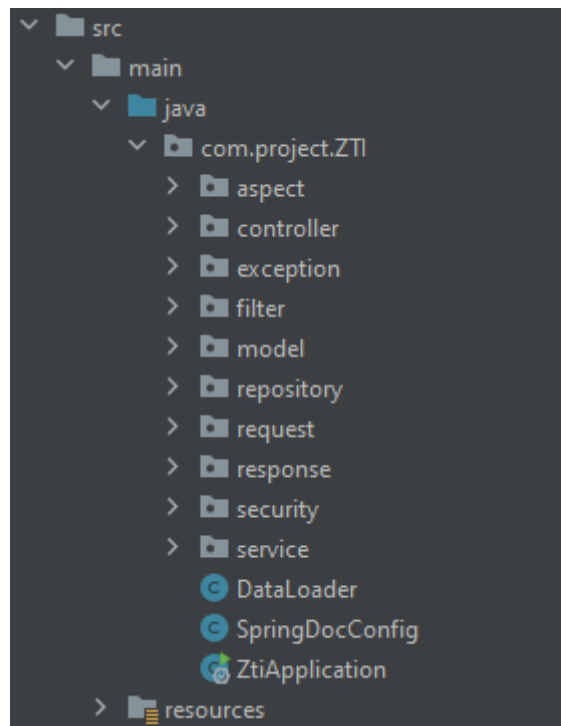 src
main
java
com.project.ZTI
aspect
controller
exception
filter
model
repository
request
response
security
service
DataLoader
SpringDocConfig
ZtiApplication
resources